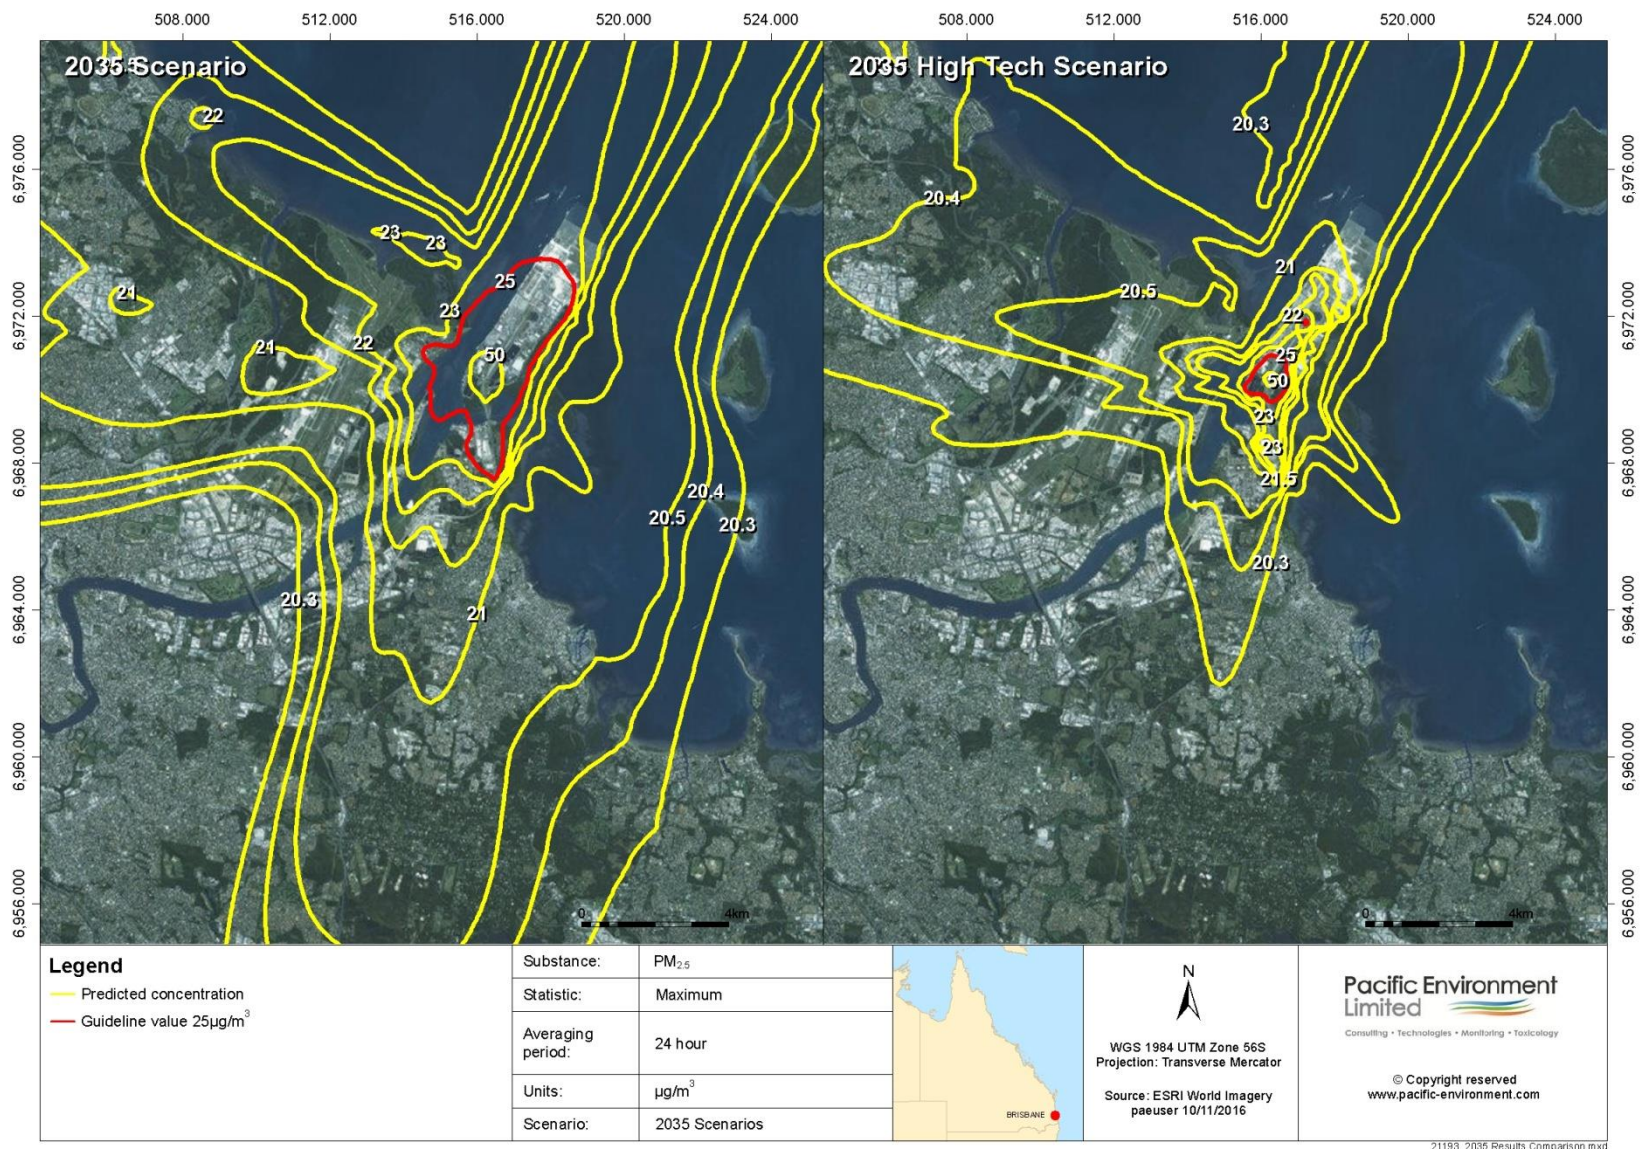 508.000 512.000 516.000 520.000 524.000 508.000 512.000 516.000 520.000 524.000
2035 Scenario
2035 High Tech Scenario
22
20.3
6,976.000
6,976.000
20.4
23
23
25
21
21
20.5
23
6,972.000
6,972.000
22
21
22
50
25
50
23
23
6,968.000
6,968.000
21.5
20.4
20.5
20.3
20.3
20.3
21
6,964.000
6,964.000
6,960.000
6,960.000
6,956.000
6,956.000
0 4km
0 4km
Legend
Predicted concentration
Guideline value 25µg/m³
Substance: PM₂.₅
Statistic: Maximum
Averaging
period: 24 hour
Units: µg/m³
Scenario: 2035 Scenarios
BRISBANE
N
WGS 1984 UTM Zone 56S
Projection: Transverse Mercator
Source: ESRI World Imagery
paeuser 10/11/2016
Pacific Environment
Limited
Consulting • Technologies • Monitoring • Toxicology
© Copyright reserved
www.pacific-environment.com
21193_2035 Results Comparison.mxd